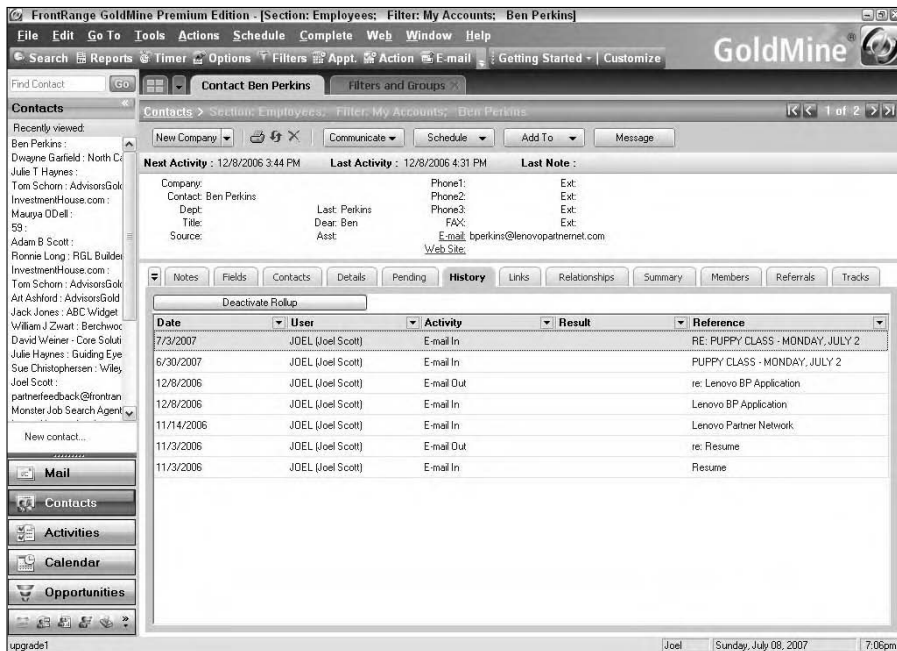 FrontRange GoldMine Premium Edition - [Section: Employees; Filter: My Accounts; Ben Perkins]
File Edit Go To Tools Actions Schedule Complete Web Window Help
Search Reports Timer Options Filters Appt. Action E-mail Getting Started Customize
GoldMine®
Find Contact Go
Contact Ben Perkins Filters and Groups
Contacts
Contacts > Section: Employees; Filter: My Accounts; Ben Perkins 1 of 2
Recently viewed:
Ben Perkins :
Dwayne Garfield : North Ca
Julie T Haynes :
Tom Schorn : AdvisorsGold
InvestmentHouse.com :
Maurya ODell :
59 :
Adam B Scott :
Ronnie Long : RGL Builder
InvestmentHouse.com :
Tom Schorn : AdvisorsGold
Art Ashford : AdvisorsGold
Jack Jones : ABC Widget
William J Zwart : Berchwoo
David Weiner - Core Soluti
Julie Haynes : Guiding Eye
Sue Christophersen : Wiley
Joel Scott :
partnerfeedback@frontran
Monster Job Search Agent
New contact...
Mail
Contacts
Activities
Calendar
Opportunities
New Company Communicate Schedule Add To Message
Next Activity : 12/8/2006 3:44 PM Last Activity : 12/8/2006 4:31 PM Last Note :
Company: Phone1: Ext:
Contact: Ben Perkins Phone2: Ext:
Dept: Last: Perkins Phone3: Ext:
Title: Dear: Ben FAX: Ext:
Source: Asst: E-mail: bperkins@lenovopartnernet.com
Web Site:
Notes Fields Contacts Details Pending History Links Relationships Summary Members Referrals Tracks
Deactivate Rollup
Date User Activity Result Reference
7/3/2007 JOEL (Joel Scott) E-mail In RE: PUPPY CLASS - MONDAY, JULY 2
6/30/2007 JOEL (Joel Scott) E-mail In PUPPY CLASS - MONDAY, JULY 2
12/8/2006 JOEL (Joel Scott) E-mail Out re: Lenovo BP Application
12/8/2006 JOEL (Joel Scott) E-mail In Lenovo BP Application
11/14/2006 JOEL (Joel Scott) E-mail In Lenovo Partner Network
11/3/2006 JOEL (Joel Scott) E-mail Out re: Resume
11/3/2006 JOEL (Joel Scott) E-mail In Resume
upgrade1 Joel Sunday, July 08, 2007 7:06pm